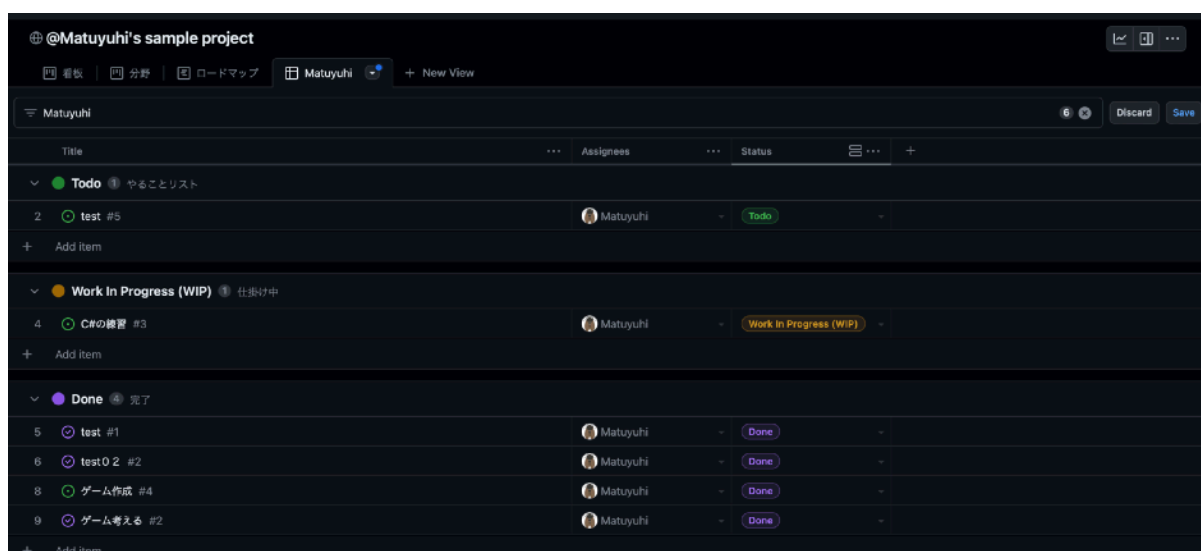 @Matuyuhi's sample project
看板 分野 ロードマップ Matuyuhi + New View
Matuyuhi 6 Discard Save
Title ... Assignees ... Status ... +
Todo 1 やることリスト
2 test #5 Matuyuhi Todo
+ Add item
Work In Progress (WIP) 1 仕掛け中
4 C#の練習 #3 Matuyuhi Work In Progress (WIP)
+ Add item
Done 4 完了
5 test #1 Matuyuhi Done
6 test０２ #2 Matuyuhi Done
8 ゲーム作成 #4 Matuyuhi Done
9 ゲーム考える #2 Matuyuhi Done
+ Add item